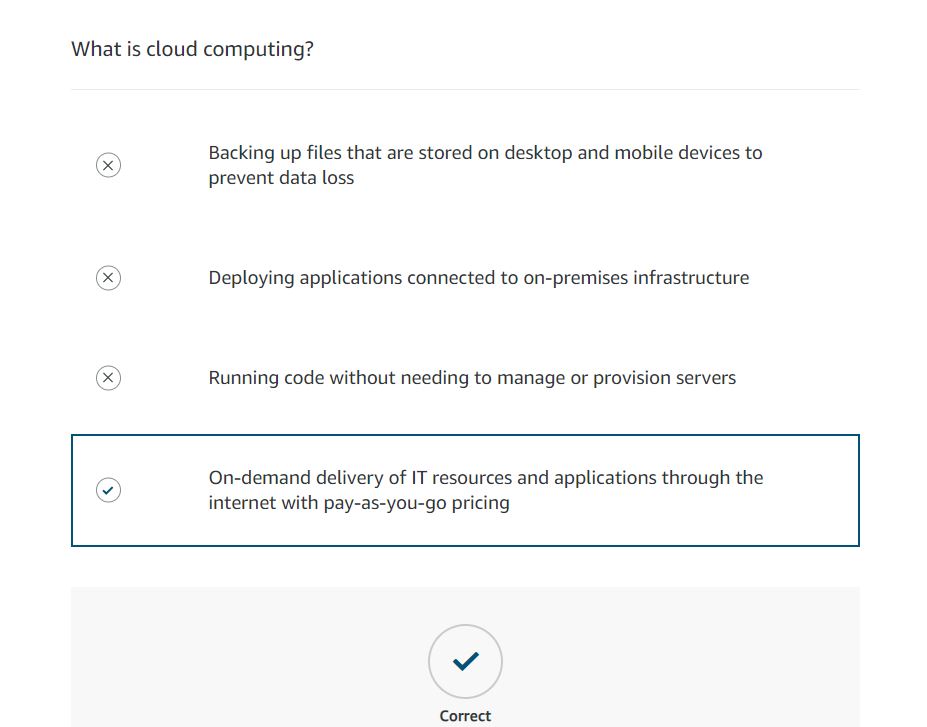 What is cloud computing?
Backing up files that are stored on desktop and mobile devices to
prevent data loss
Deploying applications connected to on-premises infrastructure
Running code without needing to manage or provision servers
On-demand delivery of IT resources and applications through the
internet with pay-as-you-go pricing
Correct